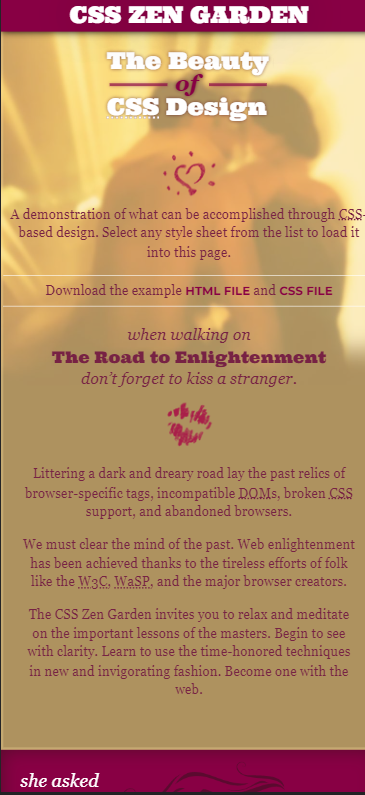 CSS ZEN GARDEN
The Beauty
of
CSS Design
A demonstration of what can be accomplished through CSS-
based design. Select any style sheet from the list to load it
into this page.
Download the example HTML FILE and CSS FILE
when walking on
The Road to Enlightenment
don't forget to kiss a stranger.
Littering a dark and dreary road lay the past relics of
browser-specific tags, incompatible DOMs, broken CSS
support, and abandoned browsers.
We must clear the mind of the past. Web enlightenment
has been achieved thanks to the tireless efforts of folk
like the W3C, WaSP, and the major browser creators.
The CSS Zen Garden invites you to relax and meditate
on the important lessons of the masters. Begin to see
with clarity. Learn to use the time-honored techniques
in new and invigorating fashion. Become one with the
web.
she asked